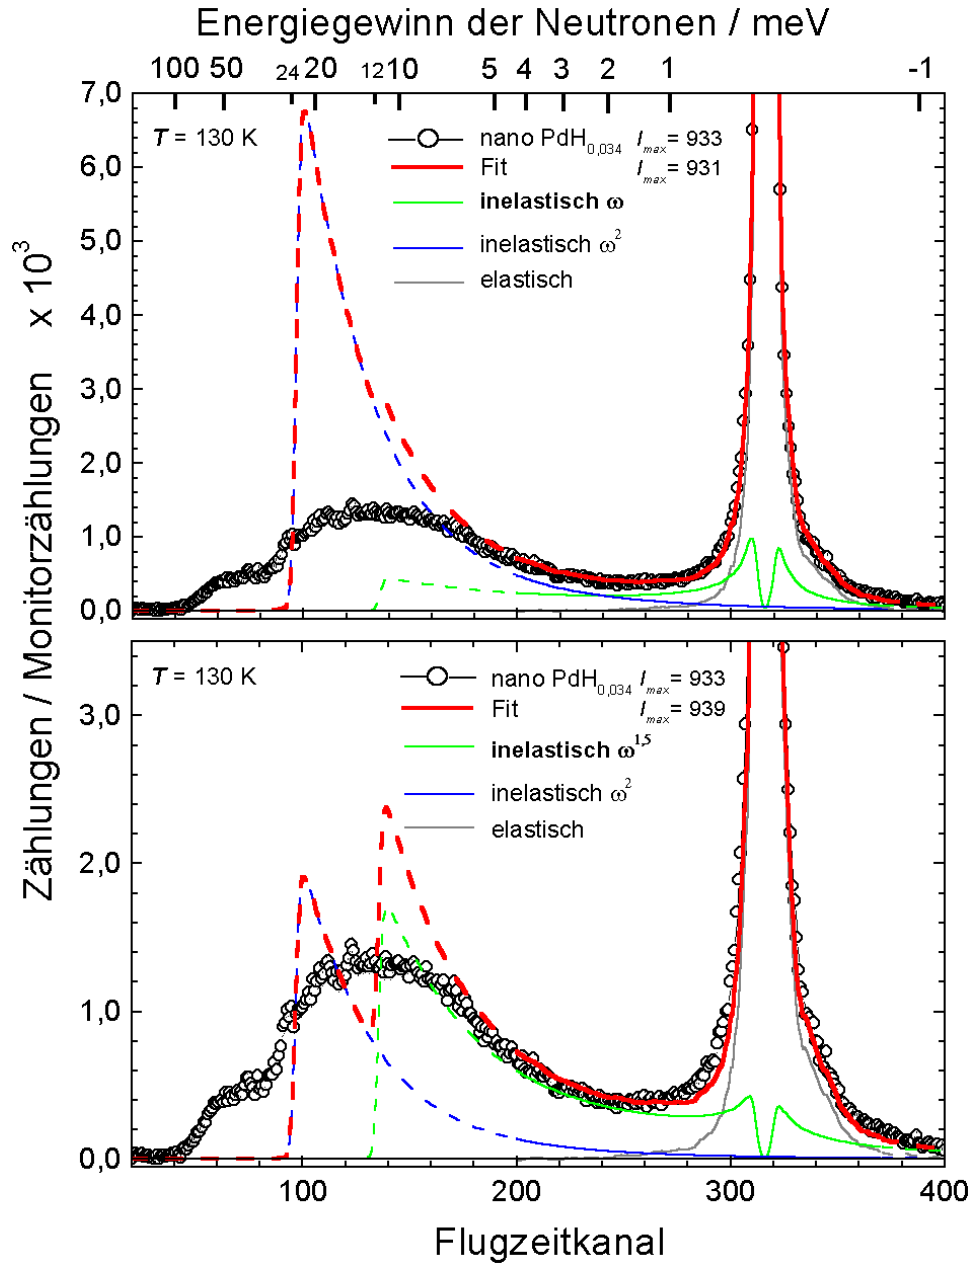 Energiegewinn der Neutronen / meV
100 50 24 20 12 10 5 4 3 2 1 -1
7,0
6,0
5,0
4,0
3,0
2,0
1,0
0,0
T = 130 K
nano PdH0,034 Imax = 933
Fit Imax = 931
inelastisch ω
inelastisch ω²
elastisch
Zählungen / Monitorzählungen x 10³
3,0
2,0
1,0
0,0
T = 130 K
nano PdH0,034 Imax = 933
Fit Imax = 939
inelastisch ω1,5
inelastisch ω²
elastisch
100 200 300 400
Flugzeitkanal